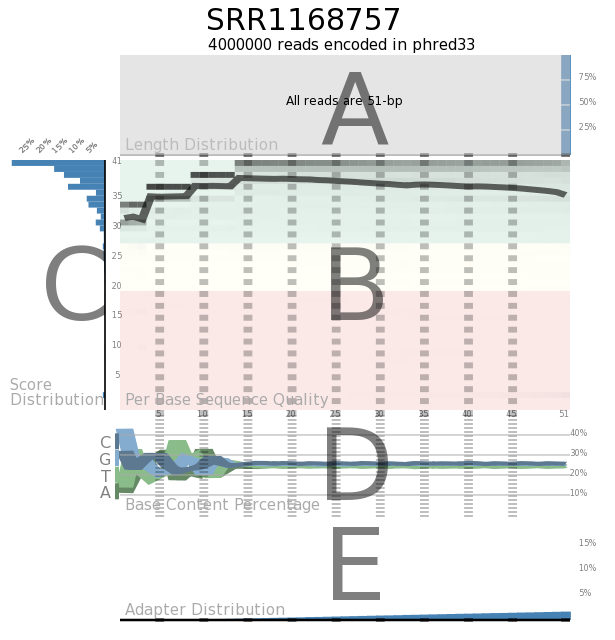 SRR1168757
4000000 reads encoded in phred33
A
All reads are 51-bp
75%
50%
25%
Length Distribution
25%
20%
15%
10%
5%
41
35
30
25
20
15
10
5
C
B
Score
Distribution
Per Base Sequence Quality
5
10
15
20
25
30
35
40
45
51
C
G
T
A
D
40%
30%
20%
10%
Base Content Percentage
E
15%
10%
5%
Adapter Distribution